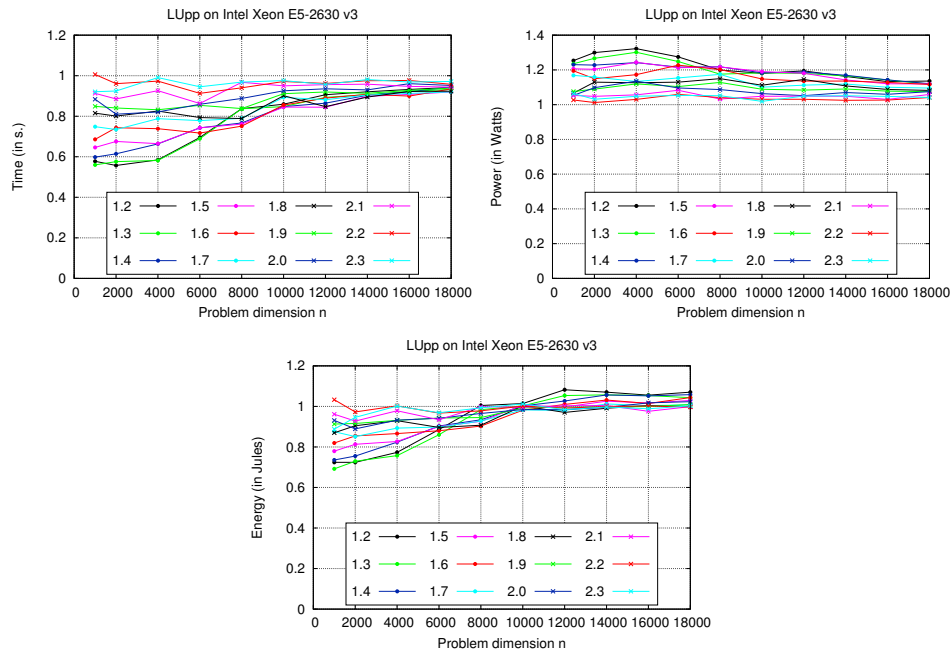 LUpp on Intel Xeon E5-2630 v3
1.2
1
0.8
0.6
0.4
0.2
0
Time (in s.)
1.2 1.5 1.8 2.1
1.3 1.6 1.9 2.2
1.4 1.7 2.0 2.3
0 2000 4000 6000 8000 10000 12000 14000 16000 18000
Problem dimension n
LUpp on Intel Xeon E5-2630 v3
1.4
1.2
1
0.8
0.6
0.4
0.2
0
Power (in Watts)
1.2 1.5 1.8 2.1
1.3 1.6 1.9 2.2
1.4 1.7 2.0 2.3
0 2000 4000 6000 8000 10000 12000 14000 16000 18000
Problem dimension n
LUpp on Intel Xeon E5-2630 v3
1.2
1
0.8
0.6
0.4
0.2
0
Energy (in Jules)
1.2 1.5 1.8 2.1
1.3 1.6 1.9 2.2
1.4 1.7 2.0 2.3
0 2000 4000 6000 8000 10000 12000 14000 16000 18000
Problem dimension n